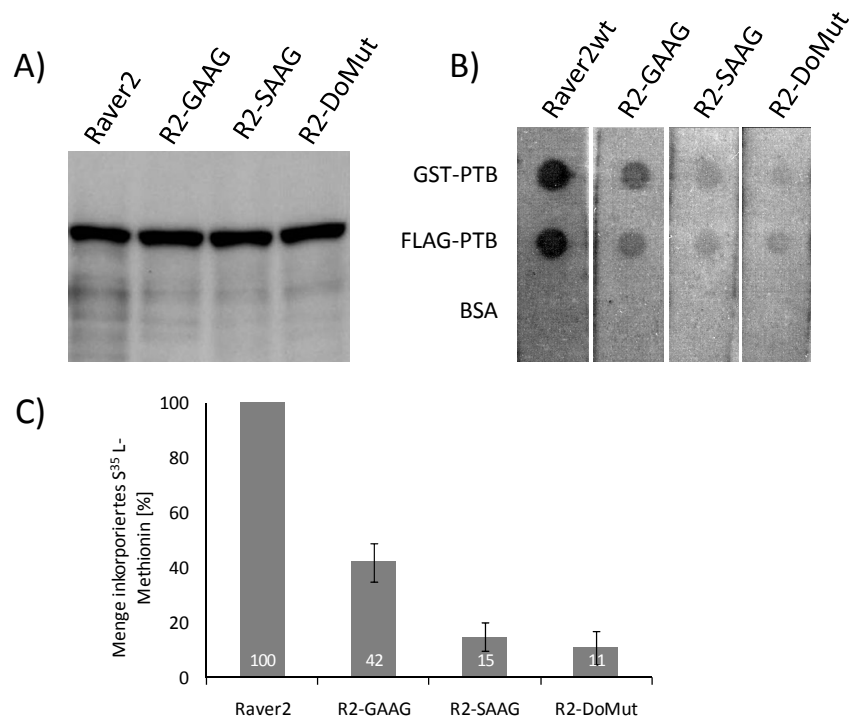 A)
Raver2
R2-GAAG
R2-SAAG
R2-DoMut
B)
Raver2wt
R2-GAAG
R2-SAAG
R2-DoMut
GST-PTB
FLAG-PTB
BSA
C)
Menge inkorporiertes S³⁵ L-
Methionin [%]
100
80
60
40
20
0
100
42
15
11
Raver2
R2-GAAG
R2-SAAG
R2-DoMut